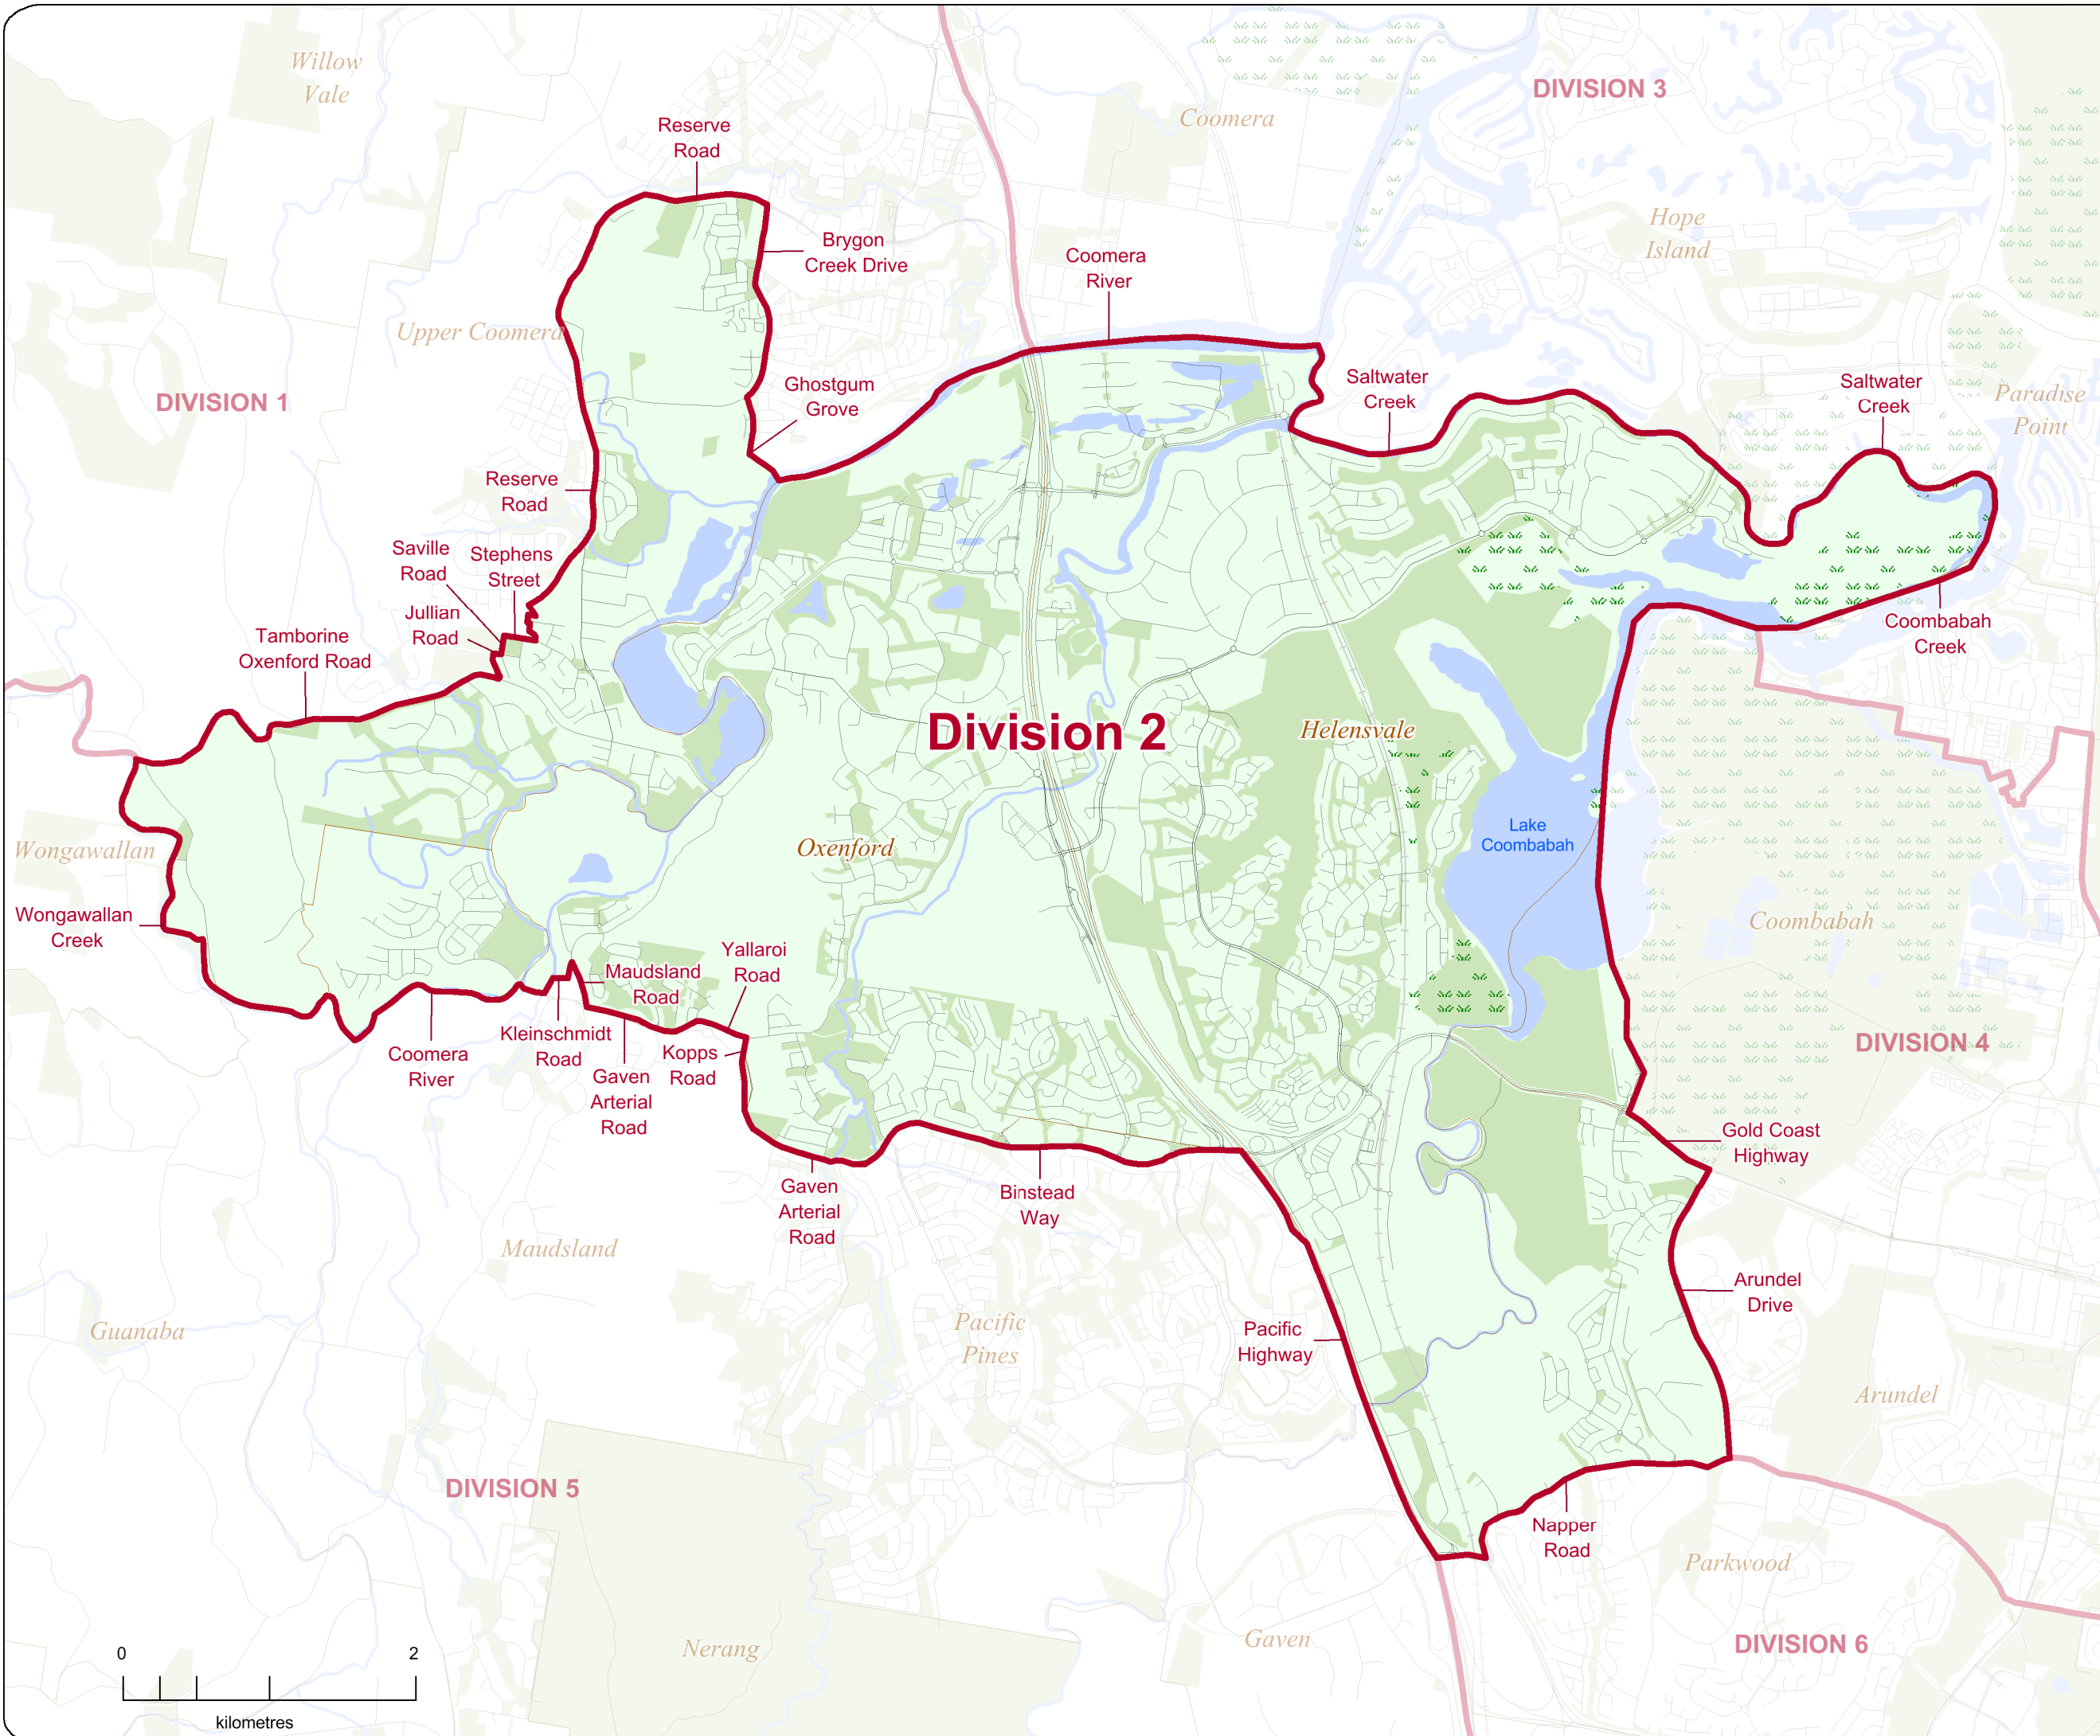 Willow
Vale
DIVISION 3
Coomera
Reserve
Road
Hope
Island
Brygon
Creek Drive
Coomera
River
Upper Coomera
DIVISION 1
Ghostgum
Grove
Saltwater
Creek
Saltwater
Creek
Paradise
Point
Reserve
Road
Saville
Road
Stephens
Street
Jullian
Road
Tamborine
Oxenford Road
Coombabah
Creek
Division 2
Helensvale
Lake
Coombabah
Oxenford
Wongawallan
Wongawallan
Creek
Coombabah
Yallaroi
Road
Maudsland
Road
Coomera
River
Kleinschmidt
Road
Kopps
Road
Gaven
Arterial
Road
DIVISION 4
Gold Coast
Highway
Gaven
Arterial
Road
Binstead
Way
Maudsland
Arundel
Drive
Guanaba
Pacific
Pines
Pacific
Highway
Arundel
DIVISION 5
Napper
Road
Parkwood
Nerang
Gaven
DIVISION 6
0 2
kilometres